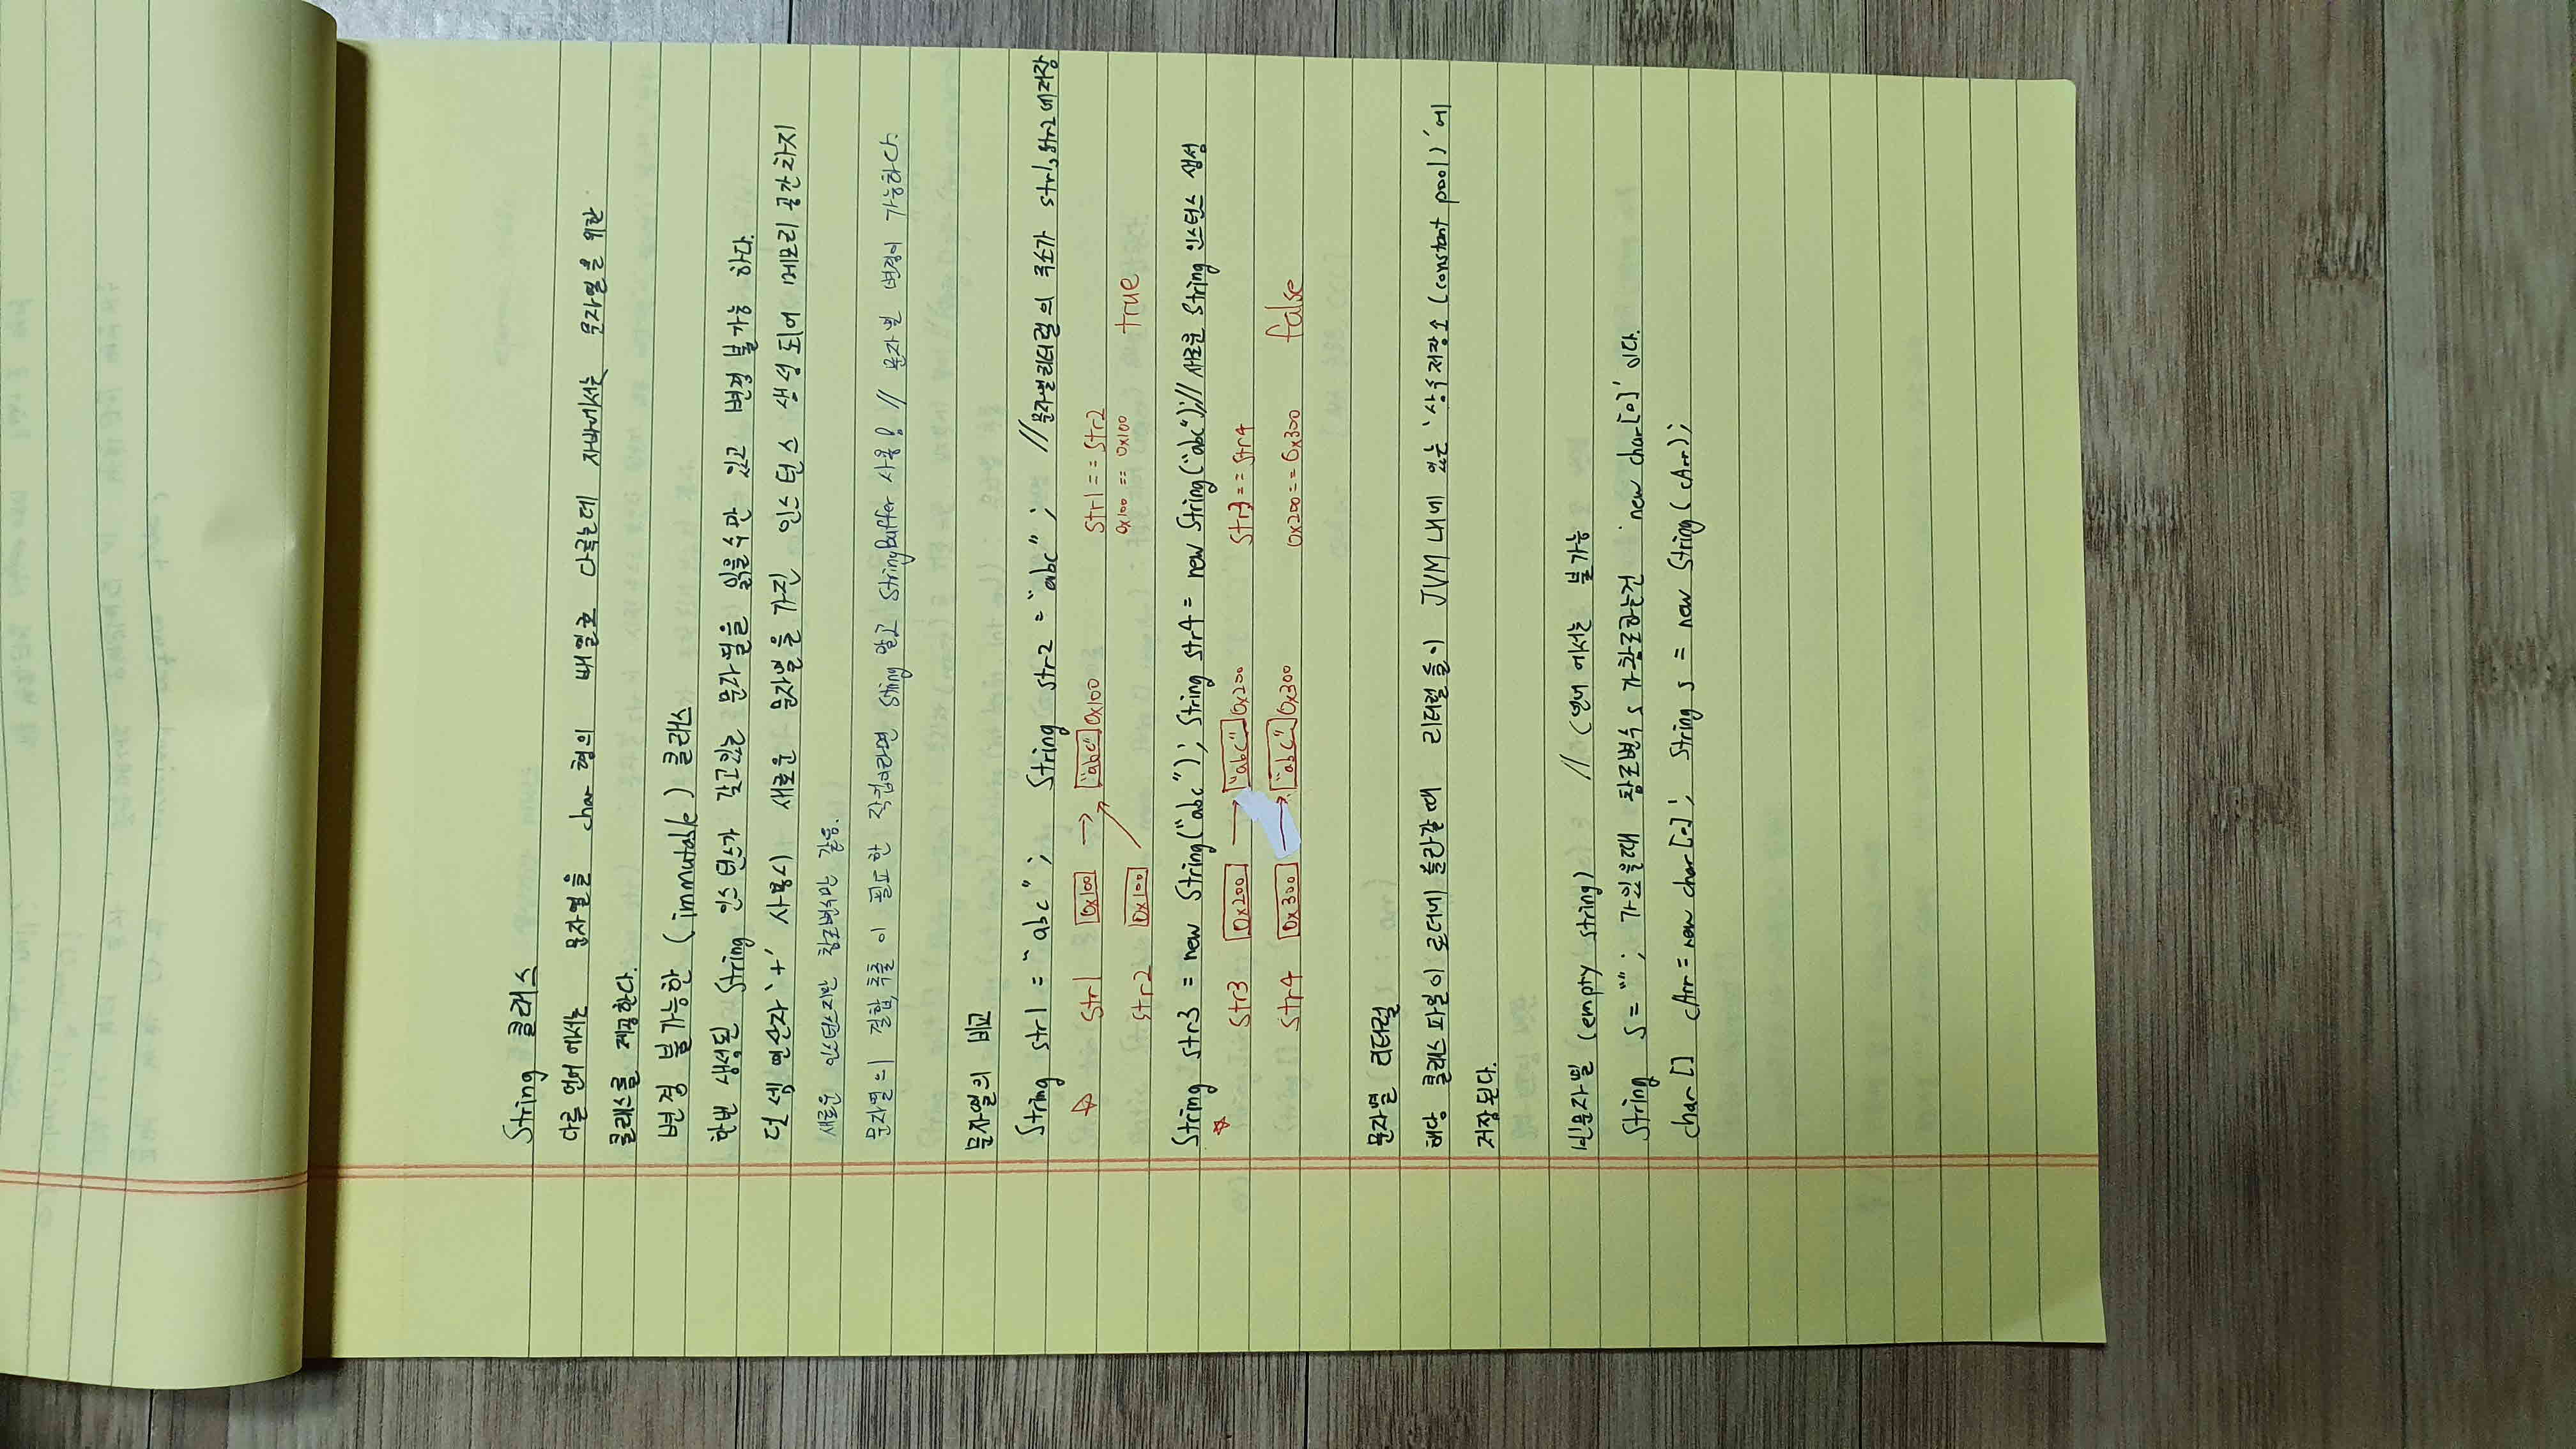 String 클래스
다른 언어에서는 문자열을 char 형의 배열로 다루는데 자바에서는 문자열을 위한
클래스를 제공한다.
변경 불가능한 (immutable) 클래스
한번 생성된 String 인스턴스가 갖고있는 문자열을 읽을수만 있고 변경 불가능 하다.
덧셈 연산자 '+' 사용시 새로운 문자열을 가진 인스턴스 생성되어 메모리 공간차지
새로운 인스턴스지만 참조변수만 같음.
문자열의 결합, 추출이 필요한 작업이라면 String 말고 StringBuffer 사용! // 문자열 변경이 가능하다.
문자열의 비교
String str1 = "abc"; String str2 = "abc"; //문자열리터럴의 주소가 str1, str2에저장
☆ str1 0x100 → "abc" 0x100 str1 == str2
str2 0x100 0x100 == 0x100 true
String str3 = new String("abc"); String str4 = new String("abc");// 새로운 String 인스턴스 생성
☆ str3 0x200 → "abc" 0x200 str3 == str4
str4 0x300 → "abc" 0x300 0x200 == 0x300 false
문자열 리터럴
해당 클래스 파일이 로더에 올라갈때 리터럴들이 JVM 내에 있는 '상수저장소 (constant pool)'에
저장된다.
빈문자열 (empty string) // C언어에서는 불가능
String s = ""; 가있을때 참조변수 s가참조하는건 'new char[0]'이다.
char[] cArr = new char[0]; String s = new String(cArr);